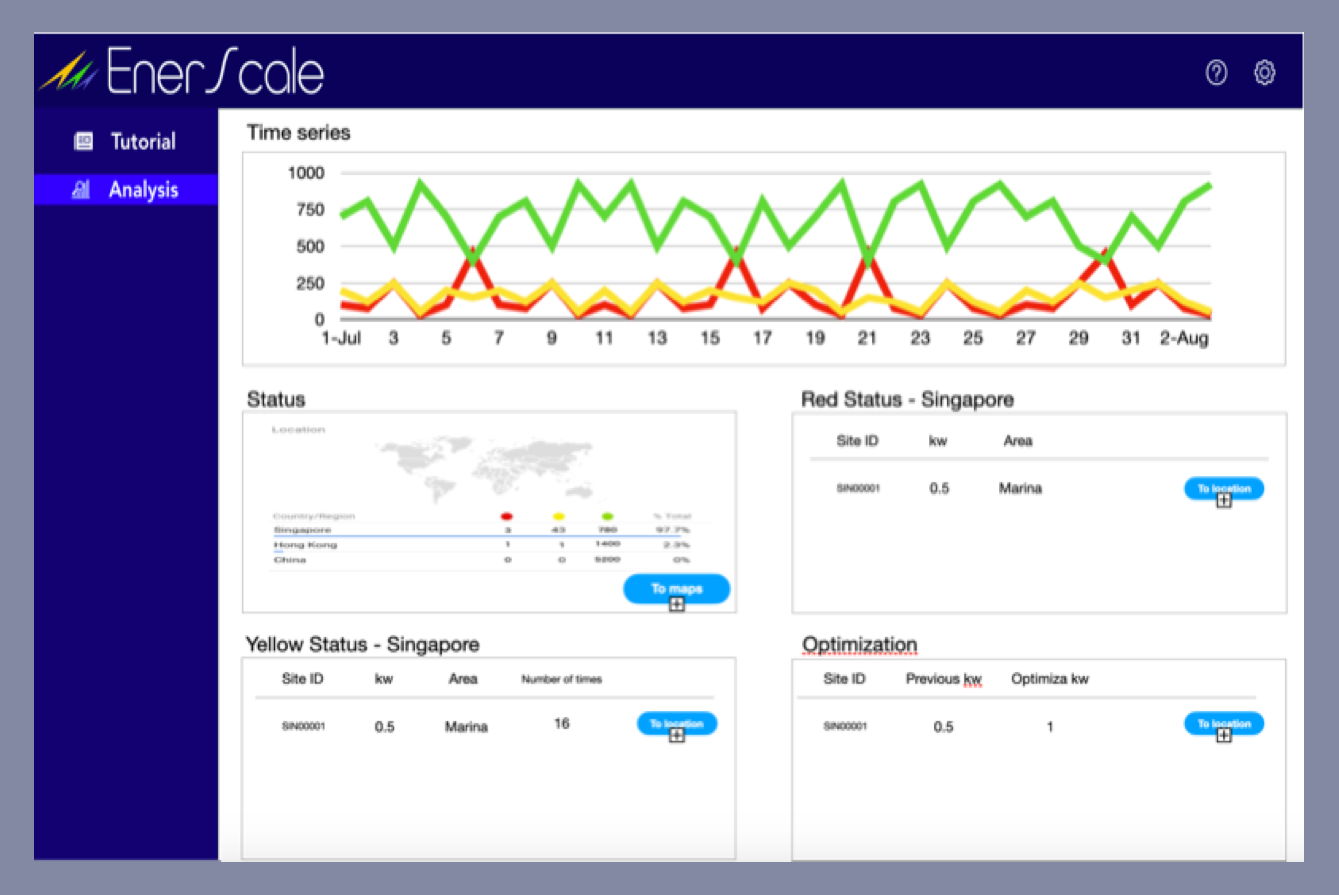 EnerScale
Tutorial
Analysis
Time series
1000
750
500
250
0
1-Jul 3 5 7 9 11 13 15 17 19 21 23 25 27 29 31 2-Aug
Status
Location
Country/Region % Total
Singapore 3 43 780 97.7%
Hong Kong 1 1 1400 2.3%
China 0 0 5200 0%
To maps
Red Status - Singapore
Site ID kw Area
SIN00001 0.5 Marina To location
Yellow Status - Singapore
Site ID kw Area Number of times
SIN00001 0.5 Marina 16 To location
Optimization
Site ID Previous kw Optimiza kw
SIN00001 0.5 1 To location